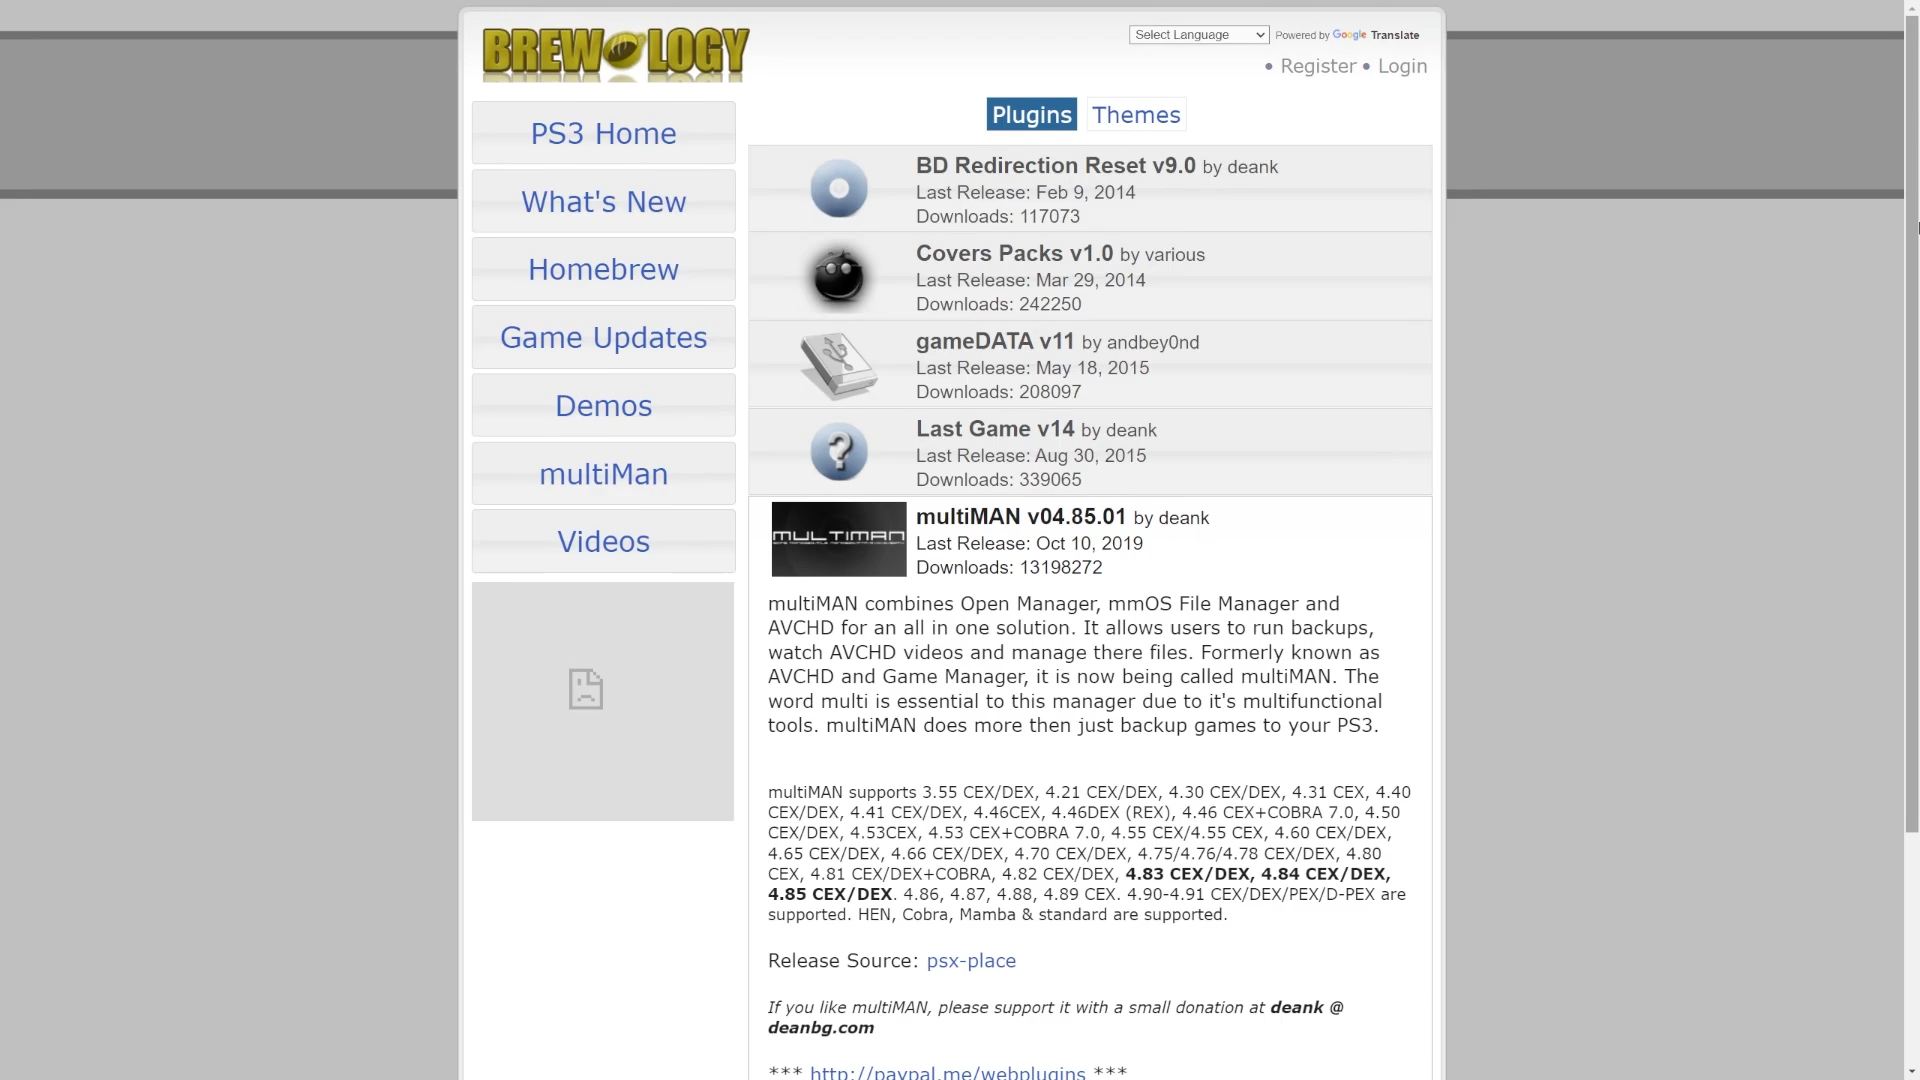 BREWOLOGY
Select Language
Powered by Google Translate
• Register • Login
Plugins Themes
PS3 Home
What's New
Homebrew
Game Updates
Demos
multiMan
Videos
BD Redirection Reset v9.0 by deank
Last Release: Feb 9, 2014
Downloads: 117073
Covers Packs v1.0 by various
Last Release: Mar 29, 2014
Downloads: 242250
gameDATA v11 by andbey0nd
Last Release: May 18, 2015
Downloads: 208097
Last Game v14 by deank
Last Release: Aug 30, 2015
Downloads: 339065
MULTIMAN
multiMAN v04.85.01 by deank
Last Release: Oct 10, 2019
Downloads: 13198272
multiMAN combines Open Manager, mmOS File Manager and
AVCHD for an all in one solution. It allows users to run backups,
watch AVCHD videos and manage there files. Formerly known as
AVCHD and Game Manager, it is now being called multiMAN. The
word multi is essential to this manager due to it's multifunctional
tools. multiMAN does more then just backup games to your PS3.
multiMAN supports 3.55 CEX/DEX, 4.21 CEX/DEX, 4.30 CEX/DEX, 4.31 CEX, 4.40
CEX/DEX, 4.41 CEX/DEX, 4.46CEX, 4.46DEX (REX), 4.46 CEX+COBRA 7.0, 4.50
CEX/DEX, 4.53CEX, 4.53 CEX+COBRA 7.0, 4.55 CEX/4.55 CEX, 4.60 CEX/DEX,
4.65 CEX/DEX, 4.66 CEX/DEX, 4.70 CEX/DEX, 4.75/4.76/4.78 CEX/DEX, 4.80
CEX, 4.81 CEX/DEX+COBRA, 4.82 CEX/DEX, 4.83 CEX/DEX, 4.84 CEX/DEX,
4.85 CEX/DEX. 4.86, 4.87, 4.88, 4.89 CEX. 4.90-4.91 CEX/DEX/PEX/D-PEX are
supported. HEN, Cobra, Mamba & standard are supported.
Release Source: psx-place
If you like multiMAN, please support it with a small donation at deank @
deanbg.com
*** http://paypal.me/webplugins ***